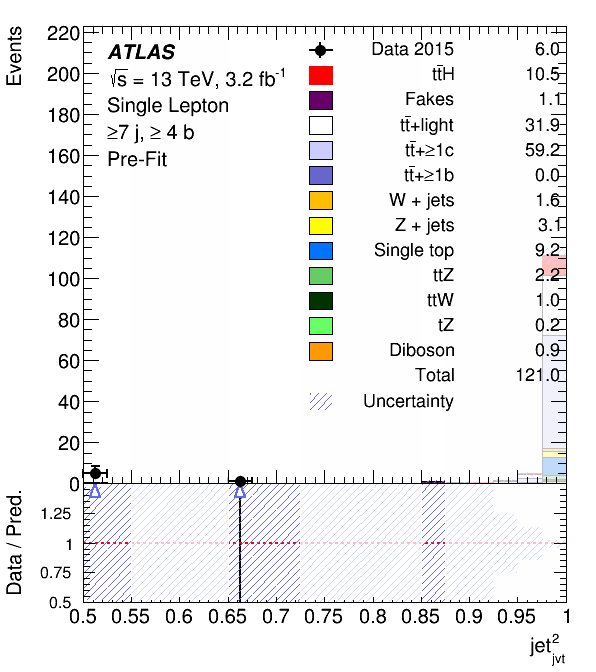 Events
220
200
180
160
140
120
100
80
60
40
20
0
ATLAS
√s = 13 TeV, 3.2 fb⁻¹
Single Lepton
≥7 j, ≥ 4 b
Pre-Fit
Data 2015 6.0
tt̄H 10.5
Fakes 1.1
tt̄+light 31.9
tt̄+≥1c 59.2
tt̄+≥1b 0.0
W + jets 1.6
Z + jets 3.1
Single top 9.2
ttZ 2.2
ttW 1.0
tZ 0.2
Diboson 0.9
Total 121.0
Uncertainty
Data / Pred.
1.25
1
0.75
0.5
0.5 0.55 0.6 0.65 0.7 0.75 0.8 0.85 0.9 0.95 1
jet²_jvt